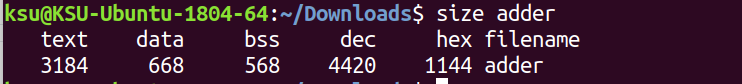 ksu@KSU-Ubuntu-1804-64:~/Downloads$ size adder
text data bss dec hex filename
3184 668 568 4420 1144 adder